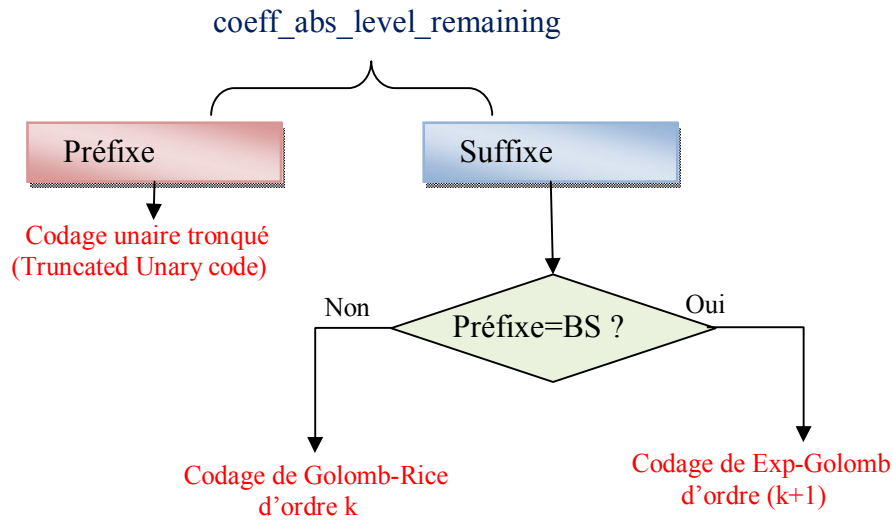 coeff_abs_level_remaining
Préfixe
Suffixe
Codage unaire tronqué
(Truncated Unary code)
Non
Préfixe=BS ?
Oui
Codage de Golomb-Rice
d’ordre k
Codage de Exp-Golomb
d’ordre (k+1)